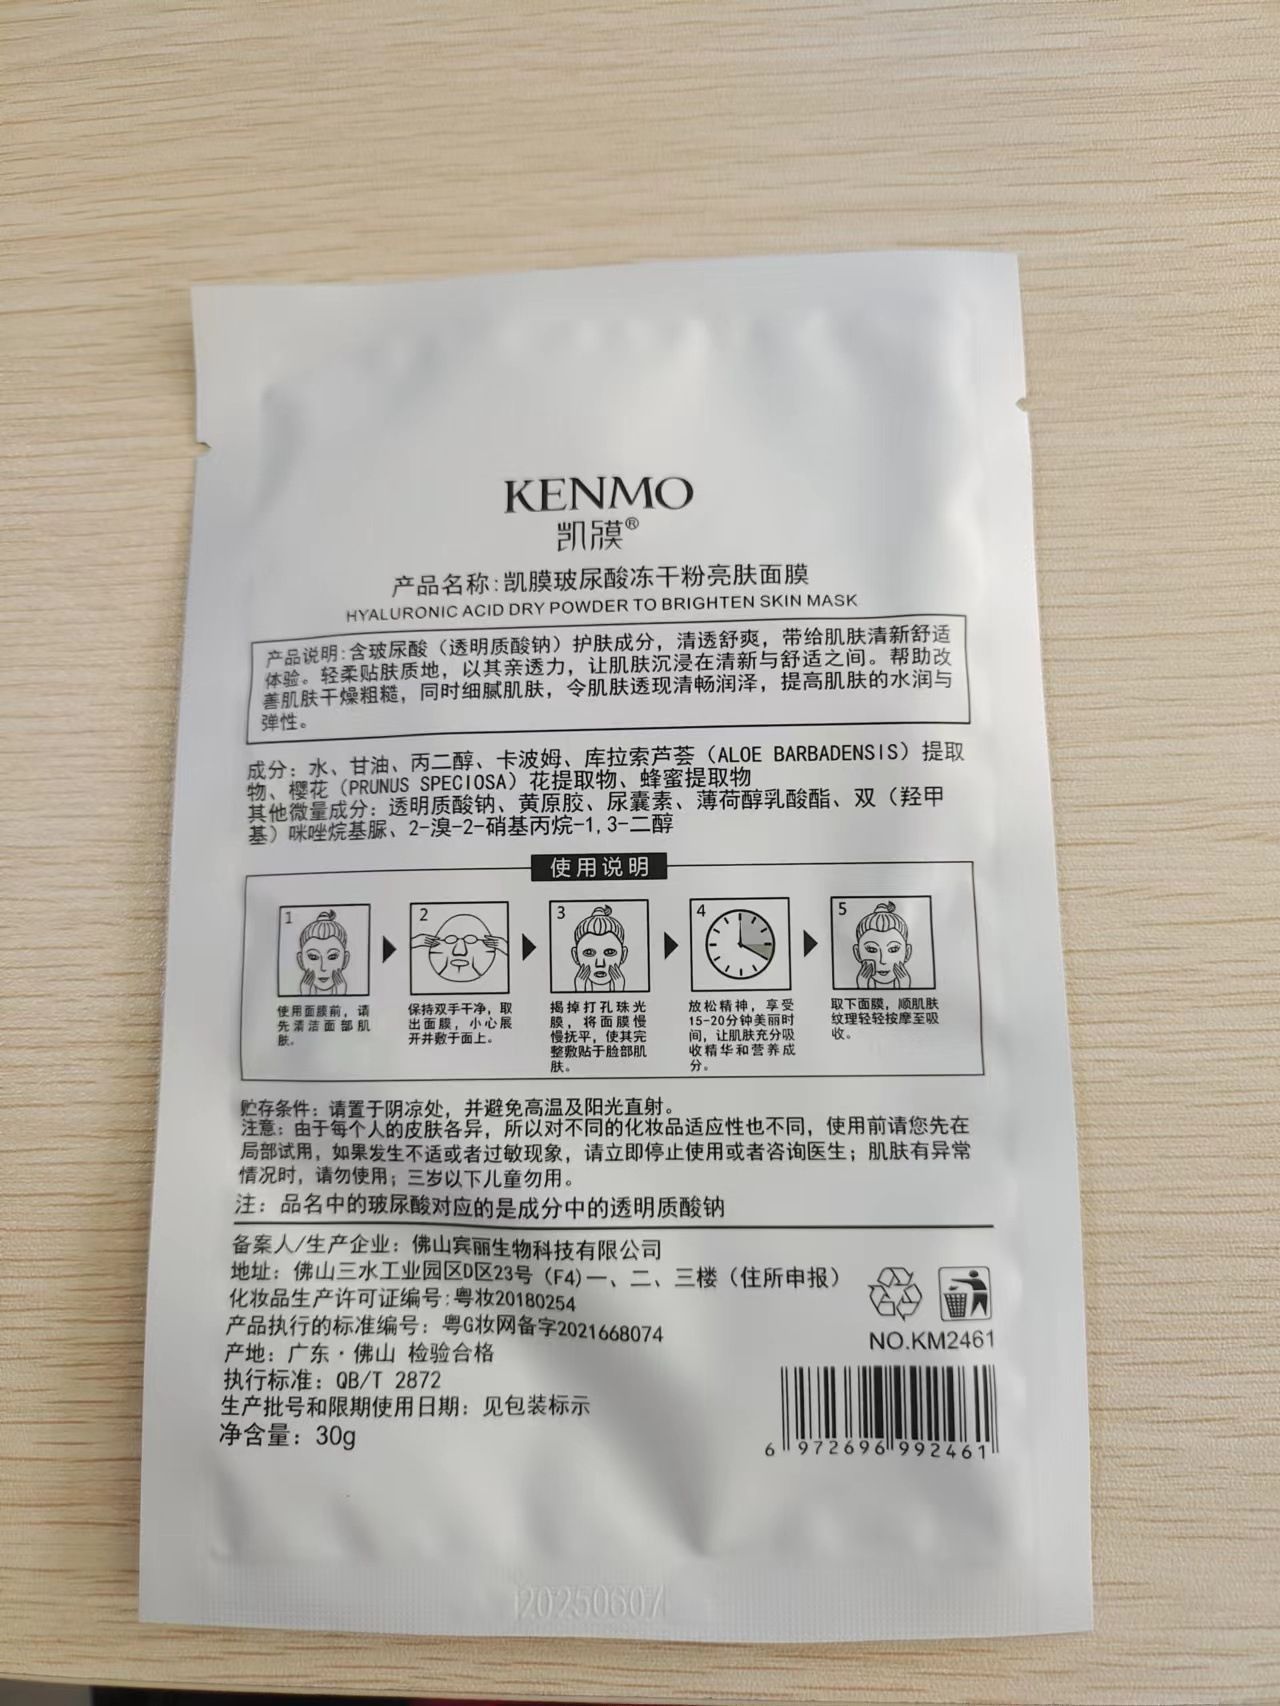 KENMO
凯膜®
产品名称:凯膜玻尿酸冻干粉亮肤面膜
HYALURONIC ACID DRY POWDER TO BRIGHTEN SKIN MASK
产品说明:含玻尿酸（透明质酸钠）护肤成分，清透舒爽，带给肌肤清新舒适
体验。轻柔贴肤质地，以其亲透力，让肌肤沉浸在清新与舒适之间。帮助改
善肌肤干燥粗糙，同时细腻肌肤，令肌肤透现清畅润泽，提高肌肤的水润与
弹性。
成分：水、甘油、丙二醇、卡波姆、库拉索芦荟（ALOE BARBADENSIS）提取
物、樱花（PRUNUS SPECIOSA）花提取物、蜂蜜提取物
其他微量成分：透明质酸钠、黄原胶、尿囊素、薄荷醇乳酸酯、双（羟甲
基）咪唑烷基脲、2-溴-2-硝基丙烷-1,3-二醇
使用说明
1
2
3
4
5
使用面膜前，请
先清洁面部肌
肤。
保持双手干净，取
出面膜，小心展
开并敷于面上。
揭掉打孔珠光
膜，将面膜慢
慢抚平，使其完
整敷贴于脸部肌
肤。
放松精神，享受
15-20分钟美丽时
间，让肌肤充分吸
收精华和营养成
分。
取下面膜，顺肌肤
纹理轻轻按摩至吸
收。
贮存条件：请置于阴凉处，并避免高温及阳光直射。
注意：由于每个人的皮肤各异，所以对不同的化妆品适应性也不同，使用前请您先在
局部试用，如果发生不适或者过敏现象，请立即停止使用或者咨询医生；肌肤有异常
情况时，请勿使用；三岁以下儿童勿用。
注：品名中的玻尿酸对应的是成分中的透明质酸钠
备案人/生产企业：佛山宾丽生物科技有限公司
地址：佛山三水工业园区D区23号（F4)一、二、三楼（住所申报）
化妆品生产许可证编号:粤妆20180254
产品执行的标准编号：粤G妆网备字2021668074
产地：广东·佛山 检验合格
执行标准：QB/T 2872
生产批号和限期使用日期：见包装标示
净含量：30g
NO.KM2461
6 972696 992461
20250607